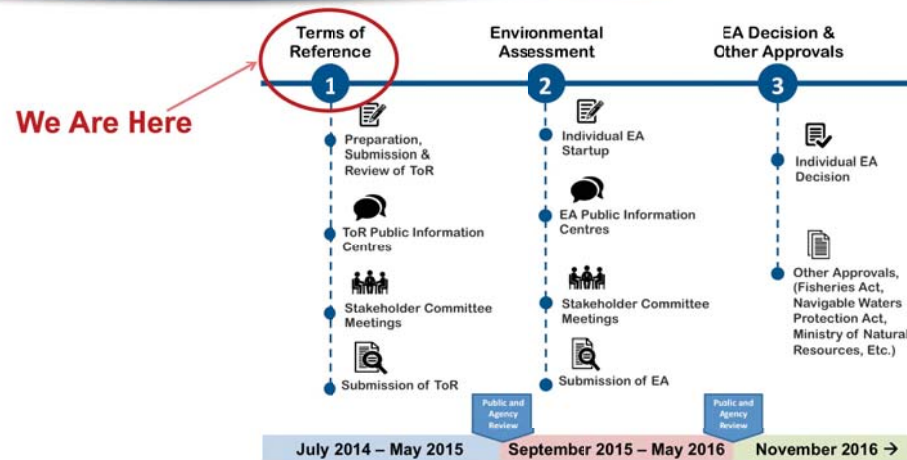 Terms of
Reference
Environmental
Assessment
EA Decision &
Other Approvals
1
2
3
We Are Here
Preparation,
Submission &
Review of ToR
ToR Public Information
Centres
Stakeholder Committee
Meetings
Submission of ToR
Individual EA
Startup
EA Public Information
Centres
Stakeholder Committee
Meetings
Submission of EA
Individual EA
Decision
Other Approvals,
(Fisheries Act,
Navigable Waters
Protection Act,
Ministry of Natural
Resources, Etc.)
Public and
Agency
Review
Public and
Agency
Review
July 2014 – May 2015
September 2015 – May 2016
November 2016 →